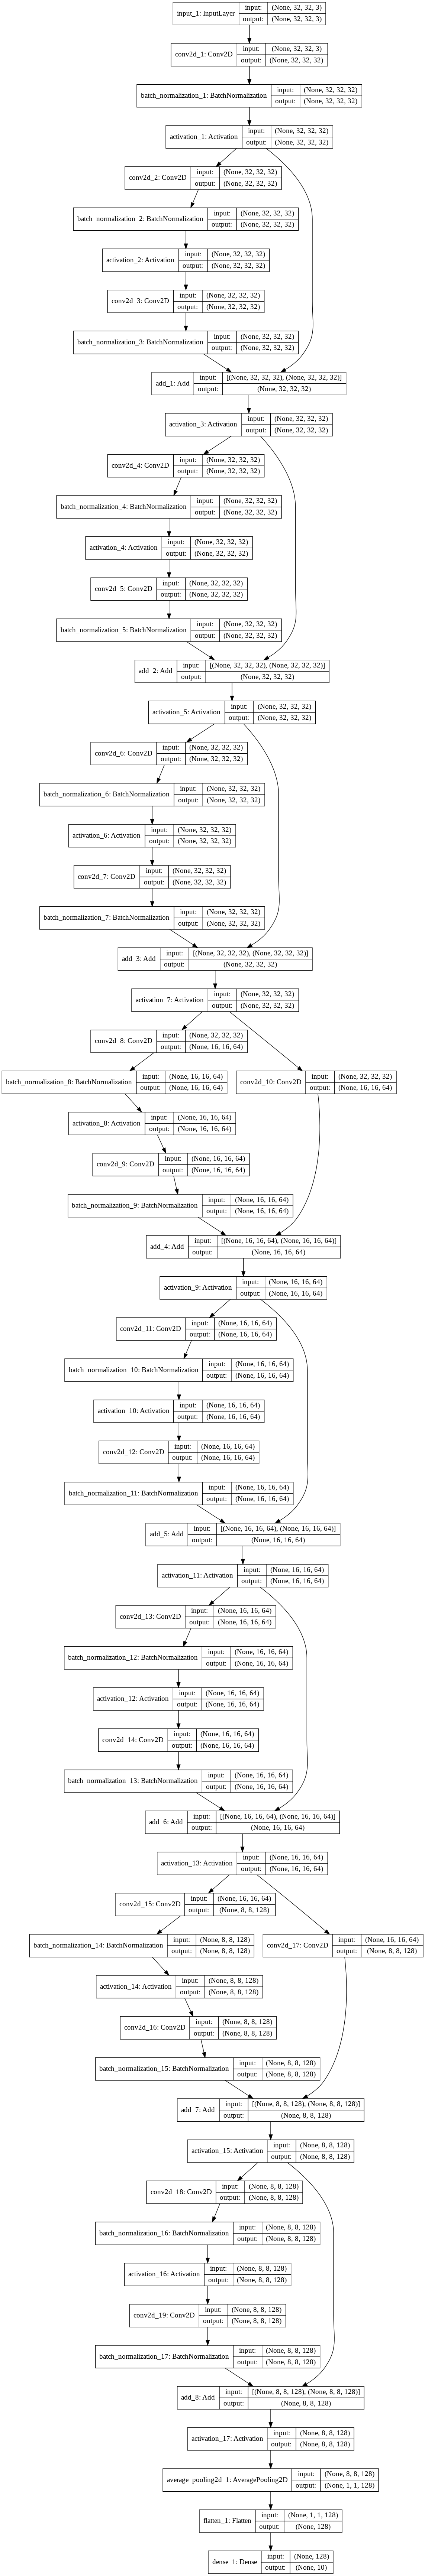 input_1: InputLayer input: (None, 32, 32, 3)
output: (None, 32, 32, 3)
conv2d_1: Conv2D input: (None, 32, 32, 3)
output: (None, 32, 32, 32)
batch_normalization_1: BatchNormalization input: (None, 32, 32, 32)
output: (None, 32, 32, 32)
activation_1: Activation input: (None, 32, 32, 32)
output: (None, 32, 32, 32)
conv2d_2: Conv2D input: (None, 32, 32, 32)
output: (None, 32, 32, 32)
batch_normalization_2: BatchNormalization input: (None, 32, 32, 32)
output: (None, 32, 32, 32)
activation_2: Activation input: (None, 32, 32, 32)
output: (None, 32, 32, 32)
conv2d_3: Conv2D input: (None, 32, 32, 32)
output: (None, 32, 32, 32)
batch_normalization_3: BatchNormalization input: (None, 32, 32, 32)
output: (None, 32, 32, 32)
add_1: Add input: [(None, 32, 32, 32), (None, 32, 32, 32)]
output: (None, 32, 32, 32)
activation_3: Activation input: (None, 32, 32, 32)
output: (None, 32, 32, 32)
conv2d_4: Conv2D input: (None, 32, 32, 32)
output: (None, 32, 32, 32)
batch_normalization_4: BatchNormalization input: (None, 32, 32, 32)
output: (None, 32, 32, 32)
activation_4: Activation input: (None, 32, 32, 32)
output: (None, 32, 32, 32)
conv2d_5: Conv2D input: (None, 32, 32, 32)
output: (None, 32, 32, 32)
batch_normalization_5: BatchNormalization input: (None, 32, 32, 32)
output: (None, 32, 32, 32)
add_2: Add input: [(None, 32, 32, 32), (None, 32, 32, 32)]
output: (None, 32, 32, 32)
activation_5: Activation input: (None, 32, 32, 32)
output: (None, 32, 32, 32)
conv2d_6: Conv2D input: (None, 32, 32, 32)
output: (None, 32, 32, 32)
batch_normalization_6: BatchNormalization input: (None, 32, 32, 32)
output: (None, 32, 32, 32)
activation_6: Activation input: (None, 32, 32, 32)
output: (None, 32, 32, 32)
conv2d_7: Conv2D input: (None, 32, 32, 32)
output: (None, 32, 32, 32)
batch_normalization_7: BatchNormalization input: (None, 32, 32, 32)
output: (None, 32, 32, 32)
add_3: Add input: [(None, 32, 32, 32), (None, 32, 32, 32)]
output: (None, 32, 32, 32)
activation_7: Activation input: (None, 32, 32, 32)
output: (None, 32, 32, 32)
conv2d_8: Conv2D input: (None, 32, 32, 32)
output: (None, 16, 16, 64)
batch_normalization_8: BatchNormalization input: (None, 16, 16, 64)
output: (None, 16, 16, 64)
conv2d_10: Conv2D input: (None, 32, 32, 32)
output: (None, 16, 16, 64)
activation_8: Activation input: (None, 16, 16, 64)
output: (None, 16, 16, 64)
conv2d_9: Conv2D input: (None, 16, 16, 64)
output: (None, 16, 16, 64)
batch_normalization_9: BatchNormalization input: (None, 16, 16, 64)
output: (None, 16, 16, 64)
add_4: Add input: [(None, 16, 16, 64), (None, 16, 16, 64)]
output: (None, 16, 16, 64)
activation_9: Activation input: (None, 16, 16, 64)
output: (None, 16, 16, 64)
conv2d_11: Conv2D input: (None, 16, 16, 64)
output: (None, 16, 16, 64)
batch_normalization_10: BatchNormalization input: (None, 16, 16, 64)
output: (None, 16, 16, 64)
activation_10: Activation input: (None, 16, 16, 64)
output: (None, 16, 16, 64)
conv2d_12: Conv2D input: (None, 16, 16, 64)
output: (None, 16, 16, 64)
batch_normalization_11: BatchNormalization input: (None, 16, 16, 64)
output: (None, 16, 16, 64)
add_5: Add input: [(None, 16, 16, 64), (None, 16, 16, 64)]
output: (None, 16, 16, 64)
activation_11: Activation input: (None, 16, 16, 64)
output: (None, 16, 16, 64)
conv2d_13: Conv2D input: (None, 16, 16, 64)
output: (None, 16, 16, 64)
batch_normalization_12: BatchNormalization input: (None, 16, 16, 64)
output: (None, 16, 16, 64)
activation_12: Activation input: (None, 16, 16, 64)
output: (None, 16, 16, 64)
conv2d_14: Conv2D input: (None, 16, 16, 64)
output: (None, 16, 16, 64)
batch_normalization_13: BatchNormalization input: (None, 16, 16, 64)
output: (None, 16, 16, 64)
add_6: Add input: [(None, 16, 16, 64), (None, 16, 16, 64)]
output: (None, 16, 16, 64)
activation_13: Activation input: (None, 16, 16, 64)
output: (None, 16, 16, 64)
conv2d_15: Conv2D input: (None, 16, 16, 64)
output: (None, 8, 8, 128)
batch_normalization_14: BatchNormalization input: (None, 8, 8, 128)
output: (None, 8, 8, 128)
conv2d_17: Conv2D input: (None, 16, 16, 64)
output: (None, 8, 8, 128)
activation_14: Activation input: (None, 8, 8, 128)
output: (None, 8, 8, 128)
conv2d_16: Conv2D input: (None, 8, 8, 128)
output: (None, 8, 8, 128)
batch_normalization_15: BatchNormalization input: (None, 8, 8, 128)
output: (None, 8, 8, 128)
add_7: Add input: [(None, 8, 8, 128), (None, 8, 8, 128)]
output: (None, 8, 8, 128)
activation_15: Activation input: (None, 8, 8, 128)
output: (None, 8, 8, 128)
conv2d_18: Conv2D input: (None, 8, 8, 128)
output: (None, 8, 8, 128)
batch_normalization_16: BatchNormalization input: (None, 8, 8, 128)
output: (None, 8, 8, 128)
activation_16: Activation input: (None, 8, 8, 128)
output: (None, 8, 8, 128)
conv2d_19: Conv2D input: (None, 8, 8, 128)
output: (None, 8, 8, 128)
batch_normalization_17: BatchNormalization input: (None, 8, 8, 128)
output: (None, 8, 8, 128)
add_8: Add input: [(None, 8, 8, 128), (None, 8, 8, 128)]
output: (None, 8, 8, 128)
activation_17: Activation input: (None, 8, 8, 128)
output: (None, 8, 8, 128)
average_pooling2d_1: AveragePooling2D input: (None, 8, 8, 128)
output: (None, 1, 1, 128)
flatten_1: Flatten input: (None, 1, 1, 128)
output: (None, 128)
dense_1: Dense input: (None, 128)
output: (None, 10)